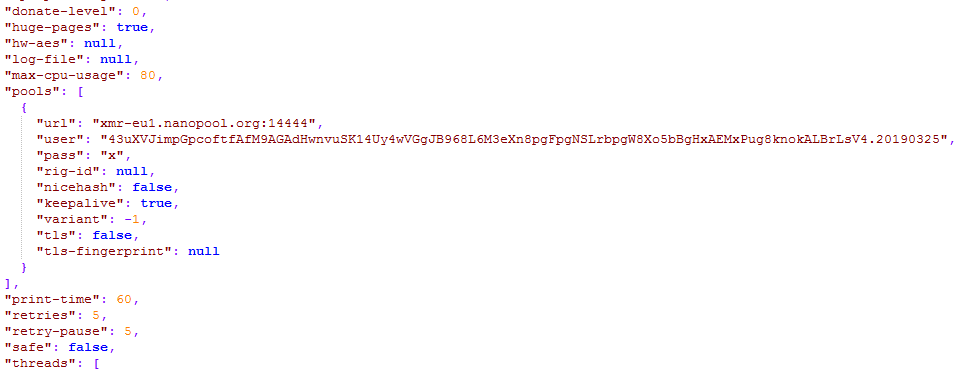 "donate-level": 0,
"huge-pages": true,
"hw-aes": null,
"log-file": null,
"max-cpu-usage": 80,
"pools": [
{
"url": "xmr-eu1.nanopool.org:14444",
"user": "43uXVJimpGpcoftfAfM9AGAdHwnvuSK14Uy4wVGgJB968L6M3eXn8pgFpgNSLrbpgW8Xo5bBgHxAEMxPug8knokALBrLsV4.20190325",
"pass": "x",
"rig-id": null,
"nicehash": false,
"keepalive": true,
"variant": -1,
"tls": false,
"tls-fingerprint": null
}
],
"print-time": 60,
"retries": 5,
"retry-pause": 5,
"safe": false,
"threads": [